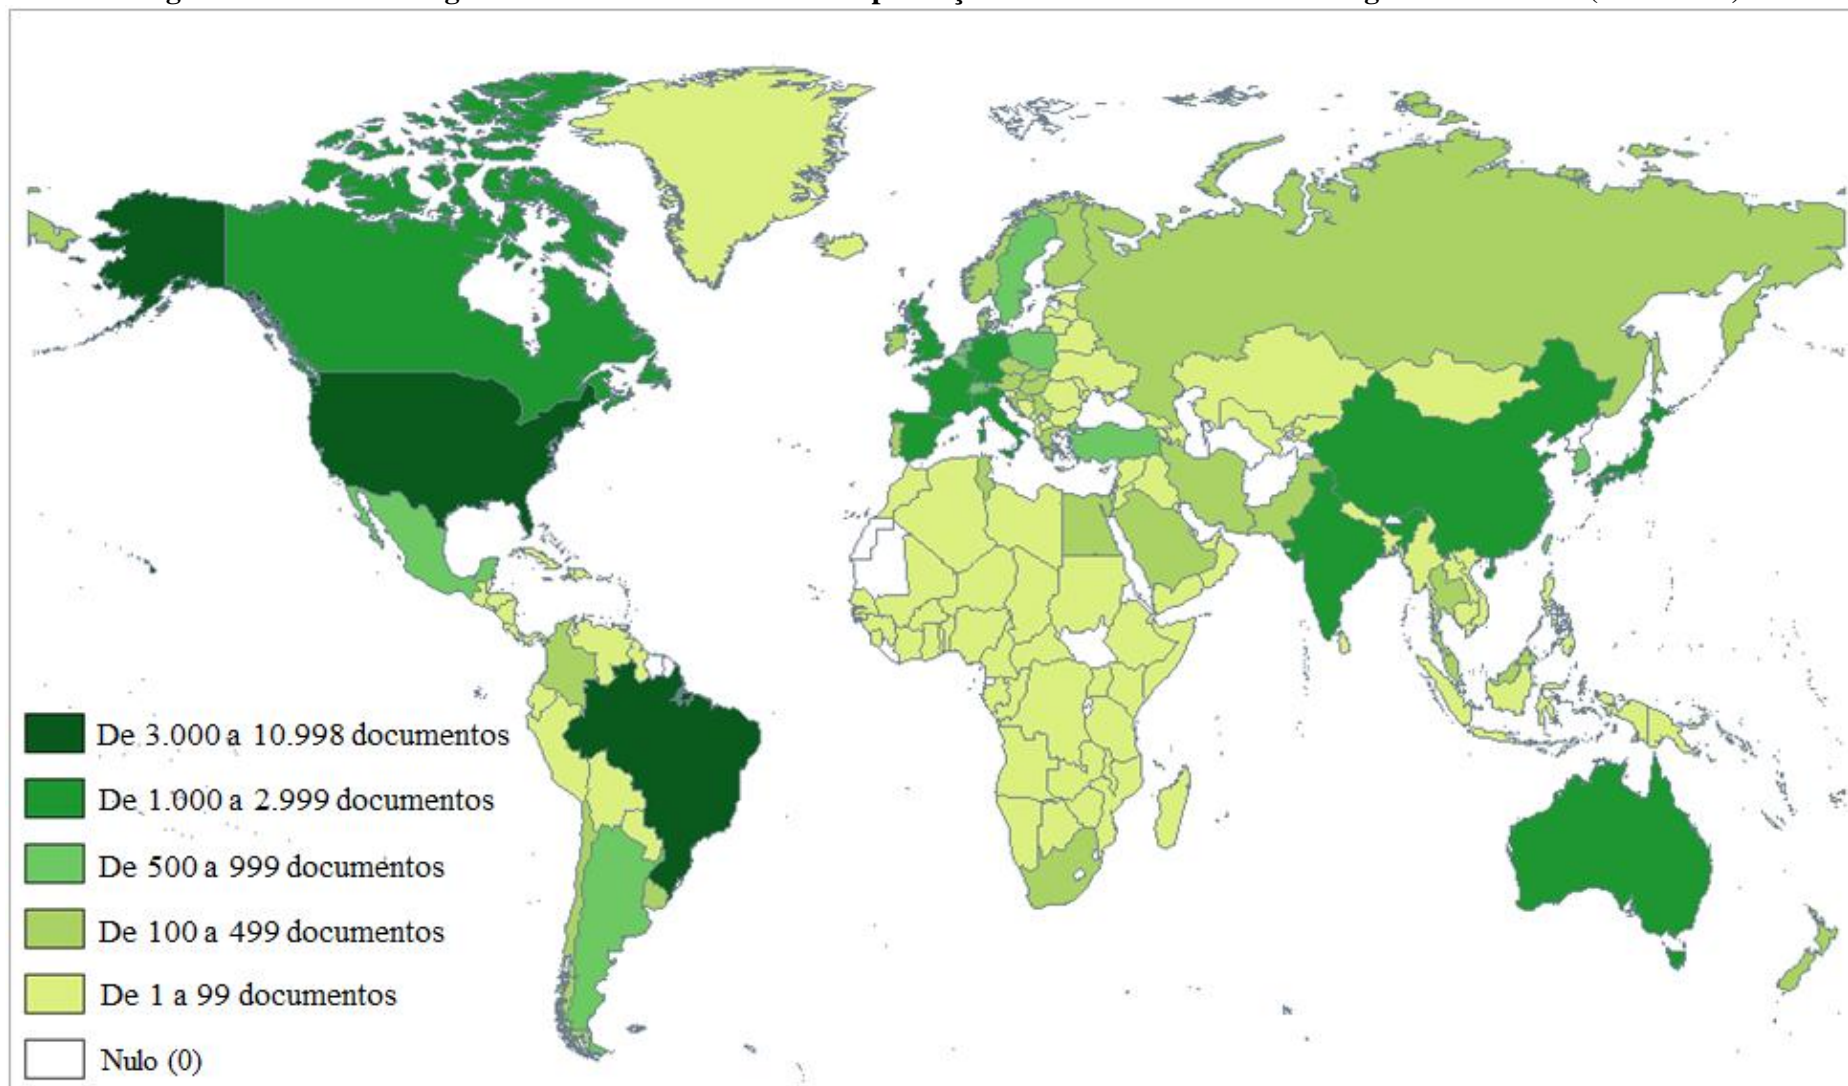 De 3.000 a 10.998 documentos
De 1.000 a 2.999 documentos
De 500 a 999 documentos
De 100 a 499 documentos
De 1 a 99 documentos
Nulo (0)